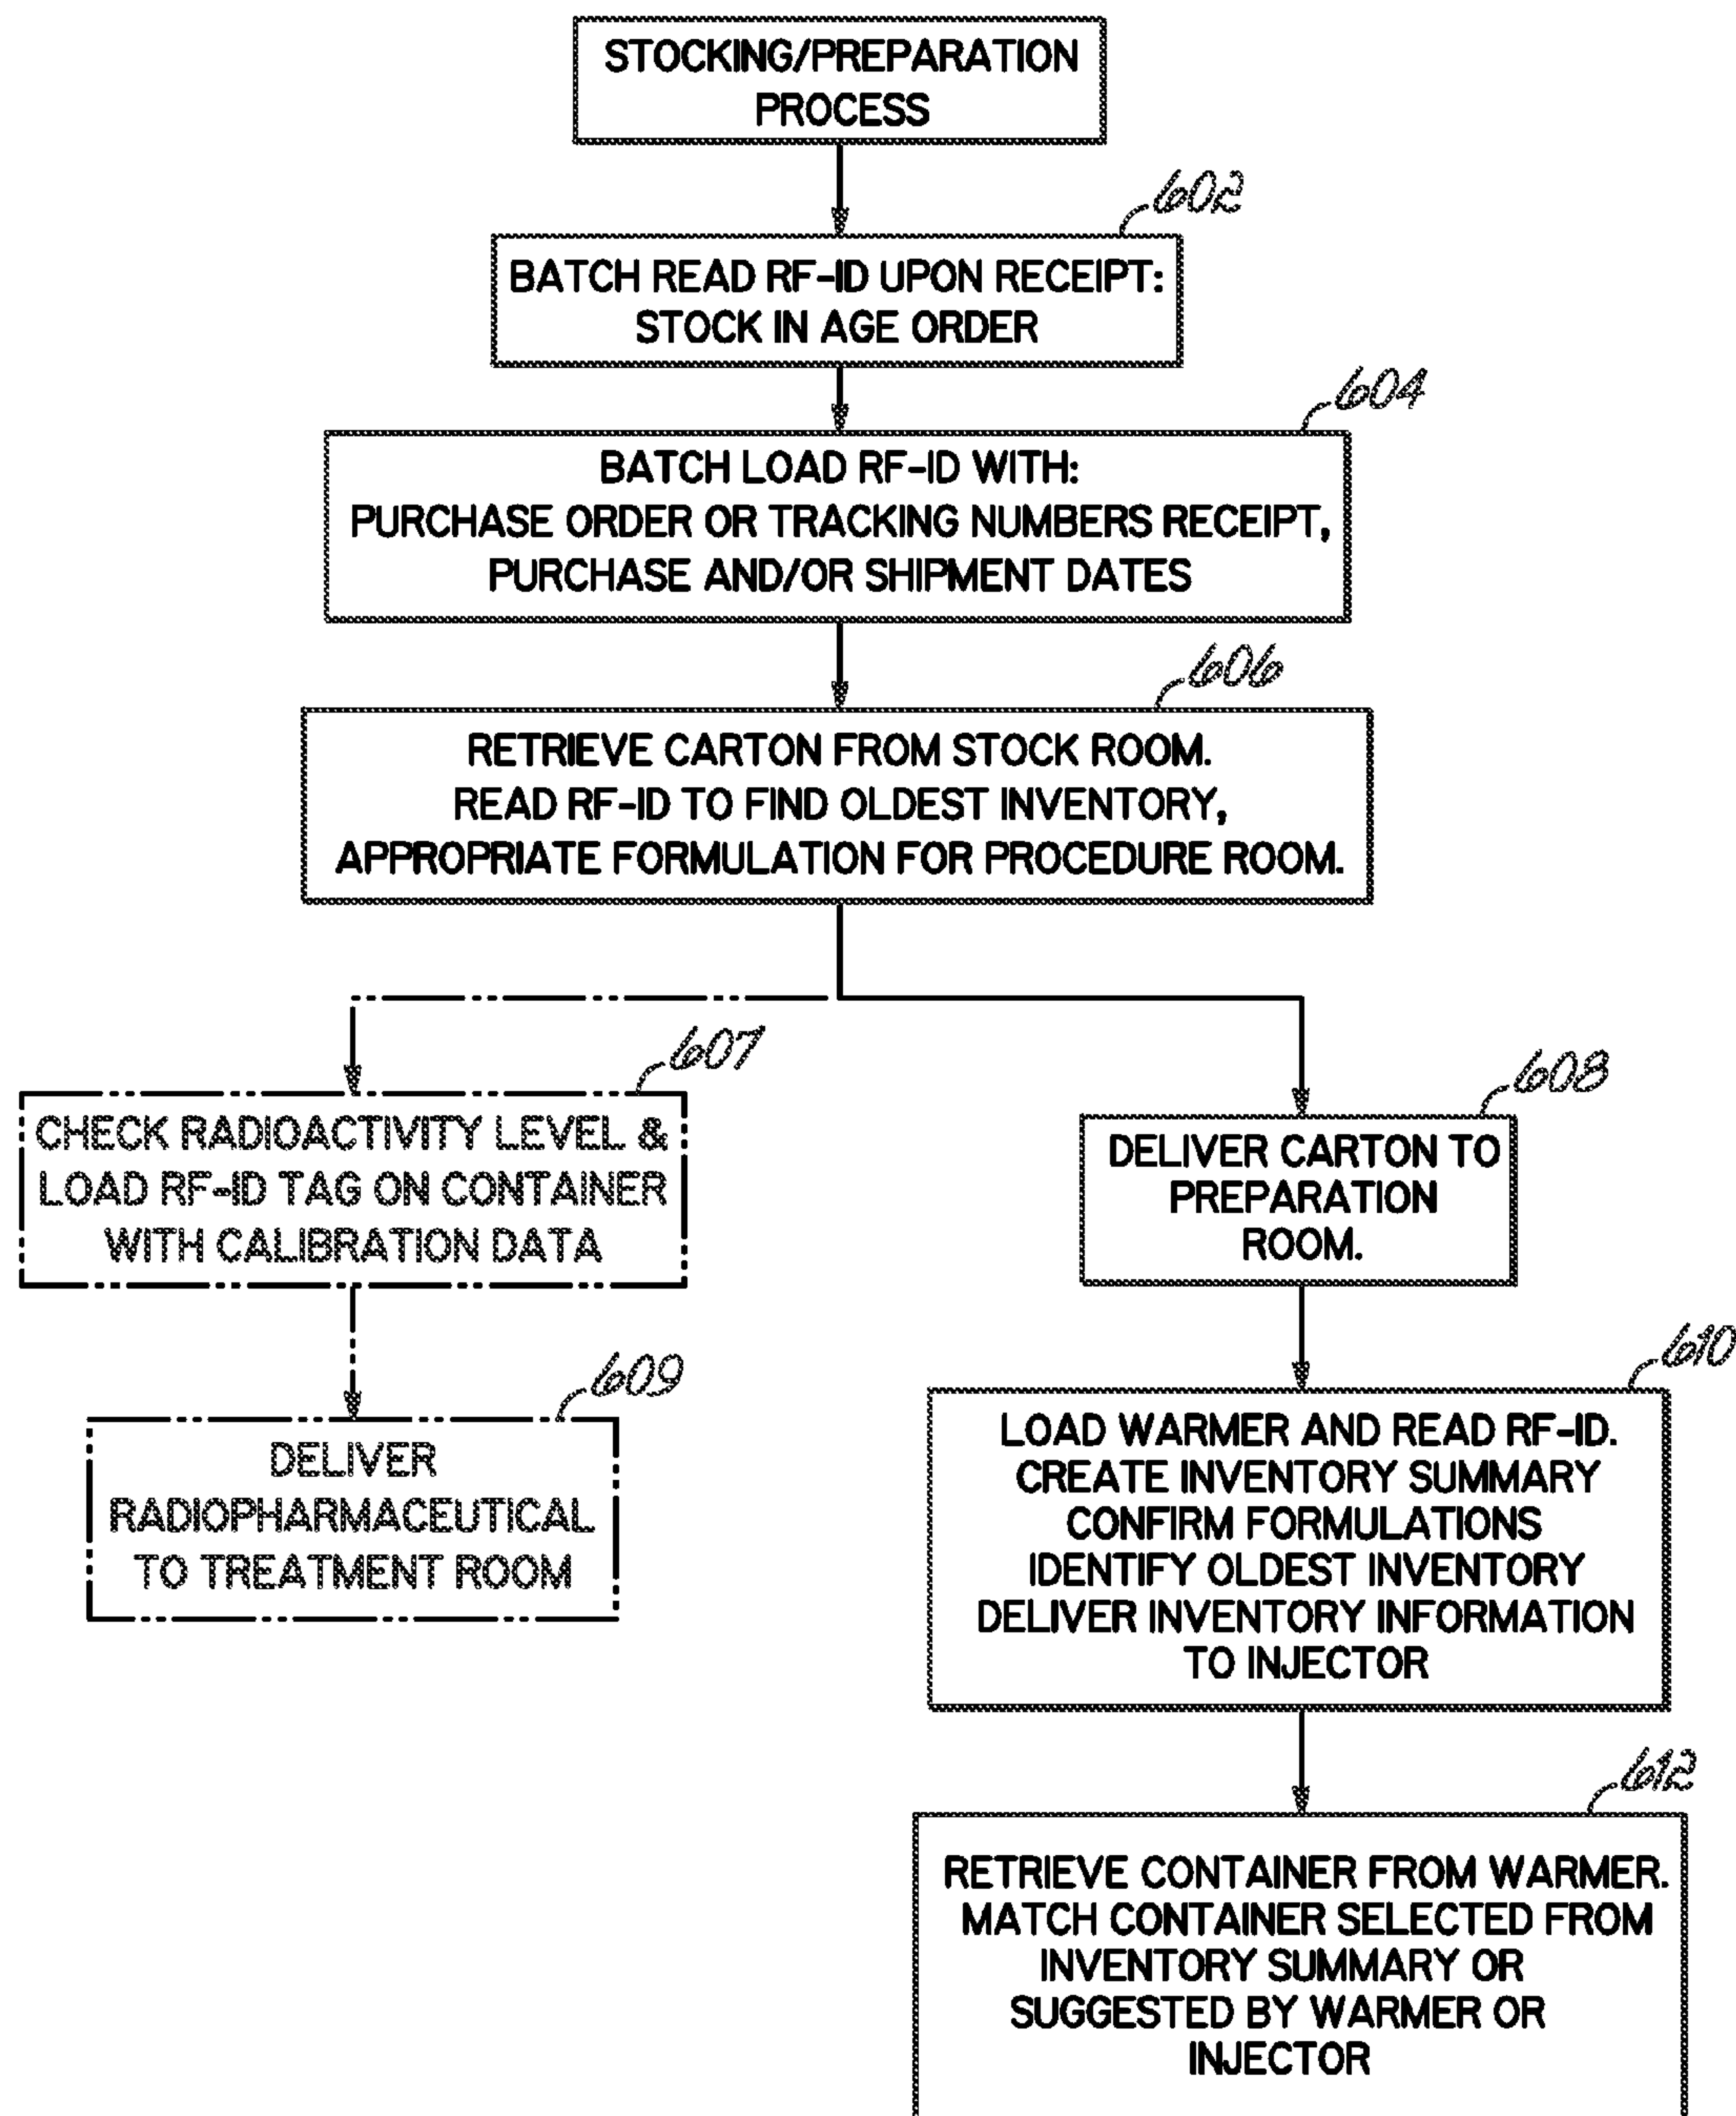 STOCKING/PREPARATION
PROCESS
602
BATCH READ RF-ID UPON RECEIPT:
STOCK IN AGE ORDER
604
BATCH LOAD RF-ID WITH:
PURCHASE ORDER OR TRACKING NUMBERS RECEIPT,
PURCHASE AND/OR SHIPMENT DATES
606
RETRIEVE CARTON FROM STOCK ROOM.
READ RF-ID TO FIND OLDEST INVENTORY,
APPROPRIATE FORMULATION FOR PROCEDURE ROOM.
607
CHECK RADIOACTIVITY LEVEL &
LOAD RF-ID TAG ON CONTAINER
WITH CALIBRATION DATA
609
DELIVER
RADIOPHARMACEUTICAL
TO TREATMENT ROOM
608
DELIVER CARTON TO
PREPARATION
ROOM.
610
LOAD WARMER AND READ RF-ID.
CREATE INVENTORY SUMMARY
CONFIRM FORMULATIONS
IDENTIFY OLDEST INVENTORY
DELIVER INVENTORY INFORMATION
TO INJECTOR
612
RETRIEVE CONTAINER FROM WARMER.
MATCH CONTAINER SELECTED FROM
INVENTORY SUMMARY OR
SUGGESTED BY WARMER OR
INJECTOR